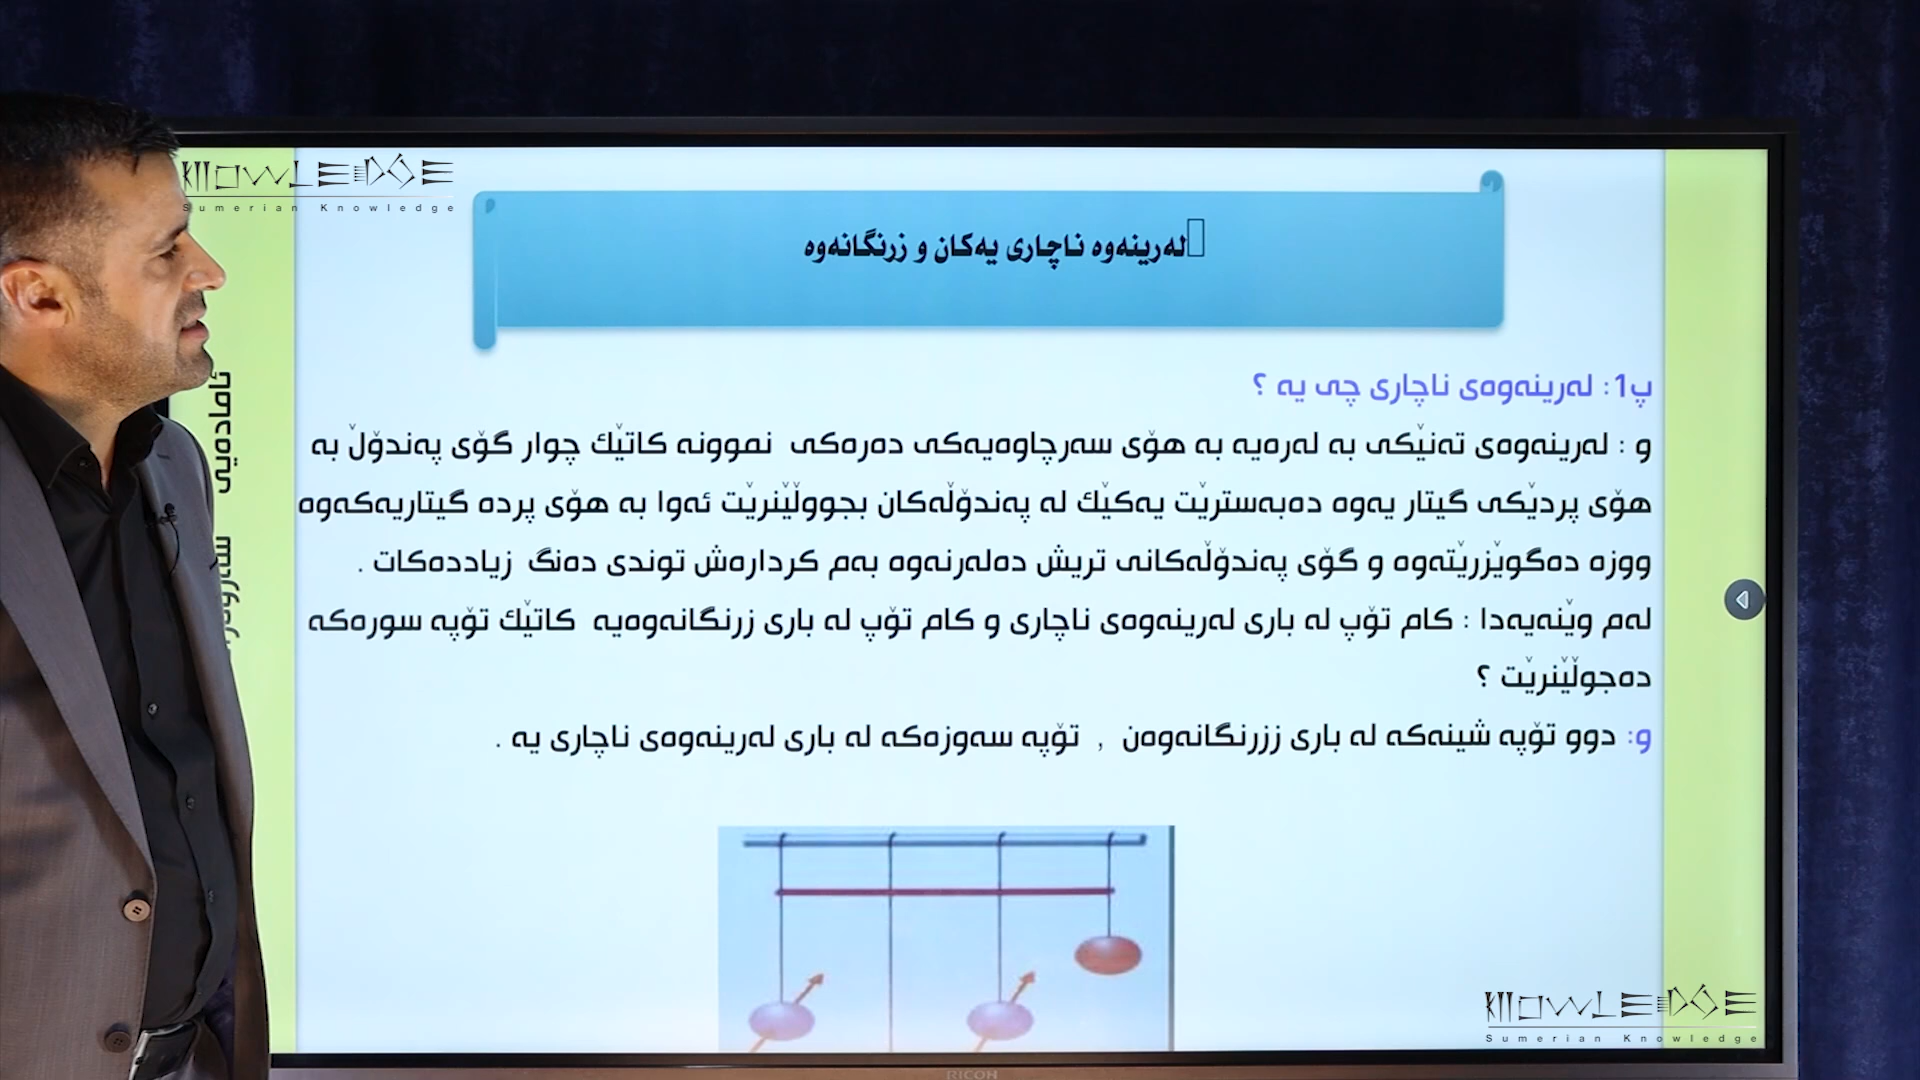 KNOWLEDGE
Sumerian Knowledge
لەرینەوە ناچاری یەکان و زرنگانەوە
پ1: لەرینەوەی ناچاری چی یە ؟
و : لەرینەوەی تەنێکی بە لەرەیە بە هۆی سەرچاوەیەکی دەرەکی نموونە کاتێك چوار گۆی پەندۆڵ بە
هۆی پردێکی گیتار یەوە دەبەسترێت یەکێك لە پەندۆڵەکان بجووڵێنرێت ئەوا بە هۆی پردە گیتاریەکەوە
ووزە دەگوێزرێتەوە و گۆی پەندۆڵەکانی تریش دەلەرنەوە بەم کردارەش توندی دەنگ زیاددەکات .
لەم وێنەیەدا : کام تۆپ لە باری لەرینەوەی ناچاری و کام تۆپ لە باری زرنگانەوەیە کاتێك تۆپە سورەکە
دەجوڵێنرێت ؟
و: دوو تۆپە شینەکە لە باری ززرنگانەوەن , تۆپە سەوزەکە لە باری لەرینەوەی ناچاری یە .
ئامادەیی
KNOWLEDGE
Sumerian Knowledge
RICOH